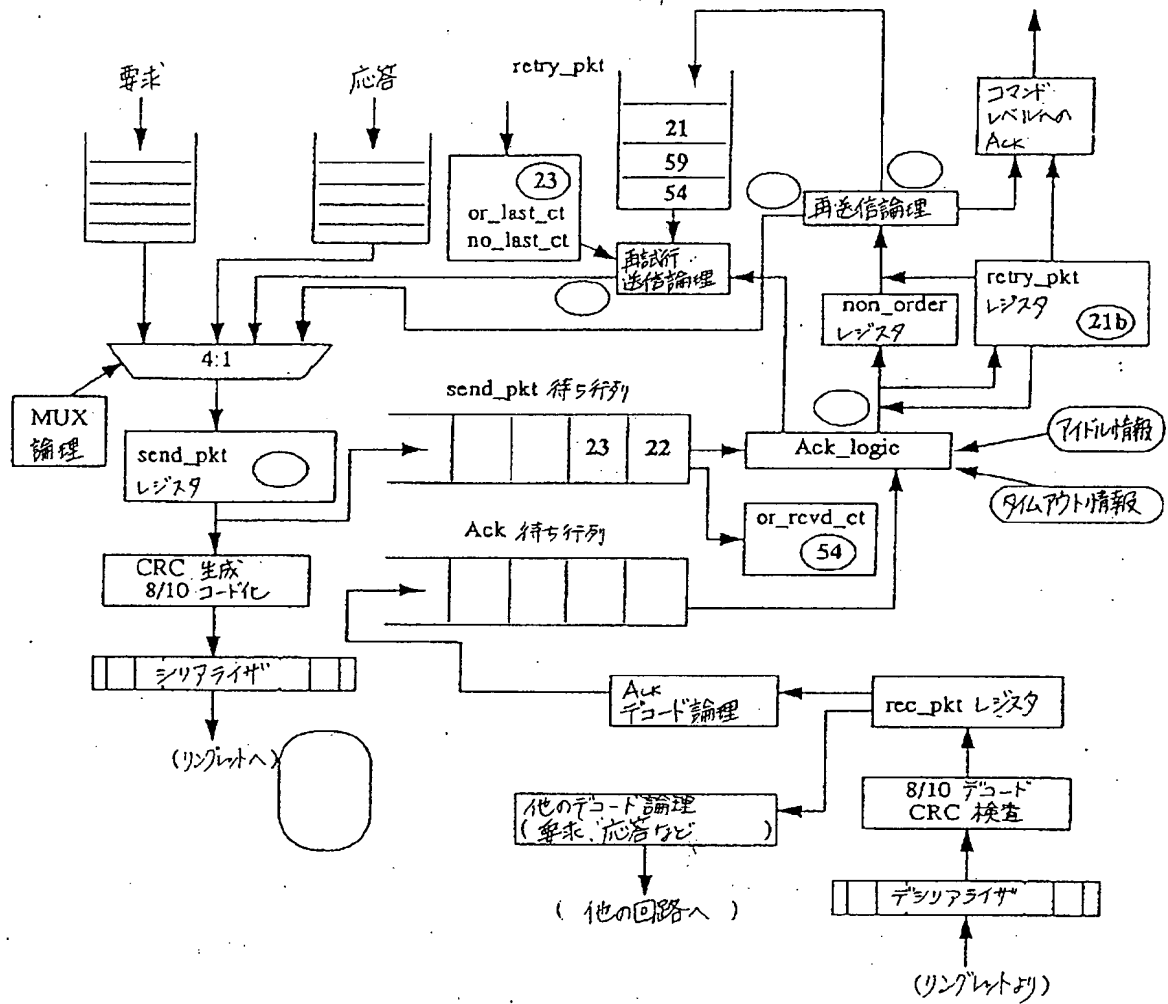 要求
応答
retry_pkt
コマンド
レベルへの
Ack
21
59
54
23
or_last_ct
no_last_ct
再送信論理
再試行
送信論理
retry_pkt
レジスタ
21b
non_order
レジスタ
4:1
MUX
論理
send_pkt 待ち行列
23
22
Ack_logic
アイドル情報
タイムアウト情報
send_pkt
レジスタ
or_rcvd_ct
54
Ack 待ち行列
CRC 生成
8/10 コード化
シリアライザ
(リングレットへ)
Ack
デコード論理
rec_pkt レジスタ
8/10 デコード
CRC 検査
他のデコード論理
(要求、応答など )
デシリアライザ
( 他の回路へ )
(リングレットより)